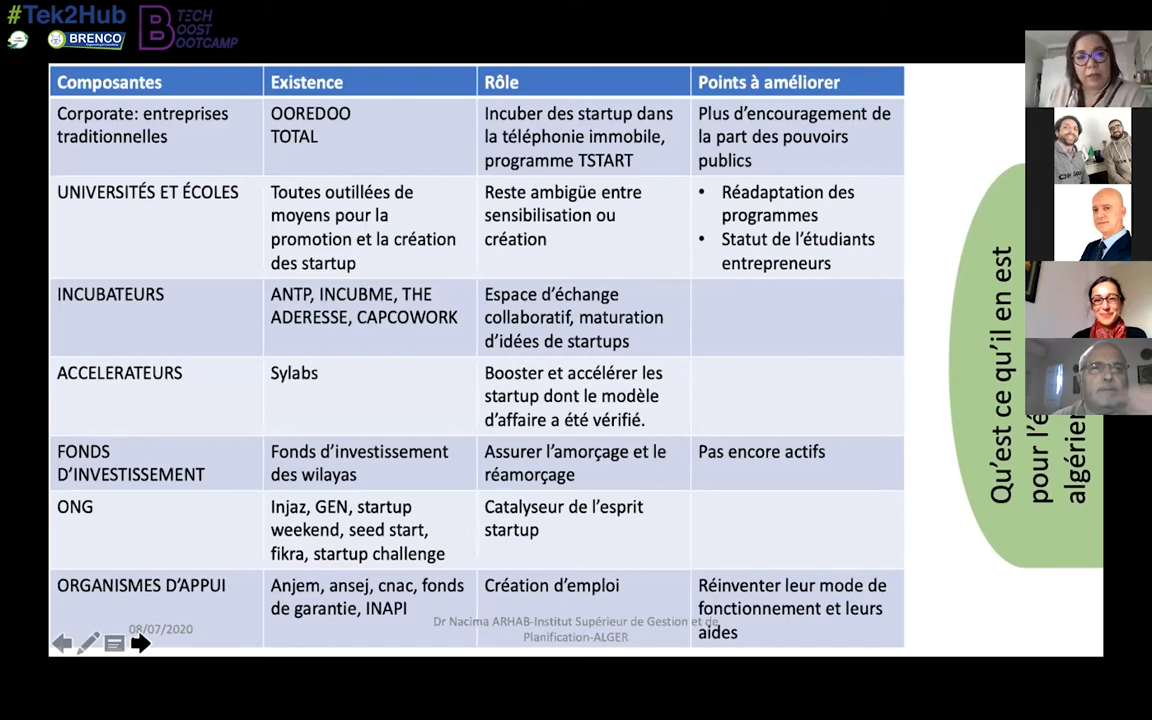 #Tek2Hub
BRENCO
TECH
BOOST
BOOTCAMP
Composantes
Existence
Rôle
Points à améliorer
Corporate: entreprises
traditionnelles
OOREDOO
TOTAL
Incuber des startup dans
la téléphonie immobile,
programme TSTART
Plus d'encouragement de
la part des pouvoirs
publics
UNIVERSITÉS ET ÉCOLES
Toutes outillées de
moyens pour la
promotion et la création
des startup
Reste ambigüe entre
sensibilisation ou
création
• Réadaptation des
programmes
• Statut de l'étudiants
entrepreneurs
INCUBATEURS
ANTP, INCUBME, THE
ADERESSE, CAPCOWORK
Espace d'échange
collaboratif, maturation
d'idées de startups
ACCELERATEURS
Sylabs
Booster et accélérer les
startup dont le modèle
d'affaire a été vérifié.
FONDS
D'INVESTISSEMENT
Fonds d'investissement
des wilayas
Assurer l'amorçage et le
réamorçage
Pas encore actifs
ONG
Injaz, GEN, startup
weekend, seed start,
fikra, startup challenge
Catalyseur de l'esprit
startup
ORGANISMES D'APPUI
Anjem, ansej, cnac, fonds
de garantie, INAPI
Création d'emploi
Réinventer leur mode de
fonctionnement et leurs
aides
08/07/2020
Dr Nacima ARHAB-Institut Supérieur de Gestion et de
Planification-ALGER
Qu'est ce qu'il en est
pour l'é
algérien